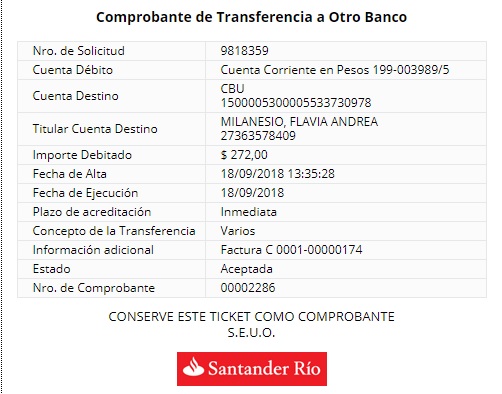 Comprobante de Transferencia a Otro Banco
Nro. de Solicitud 9818359
Cuenta Débito Cuenta Corriente en Pesos 199-003989/5
Cuenta Destino CBU
1500005300005533730978
Titular Cuenta Destino MILANESIO, FLAVIA ANDREA
27363578409
Importe Debitado $ 272,00
Fecha de Alta 18/09/2018 13:35:28
Fecha de Ejecución 18/09/2018
Plazo de acreditación Inmediata
Concepto de la Transferencia Varios
Información adicional Factura C 0001-00000174
Estado Aceptada
Nro. de Comprobante 00002286
CONSERVE ESTE TICKET COMO COMPROBANTE
S.E.U.O.
Santander Río